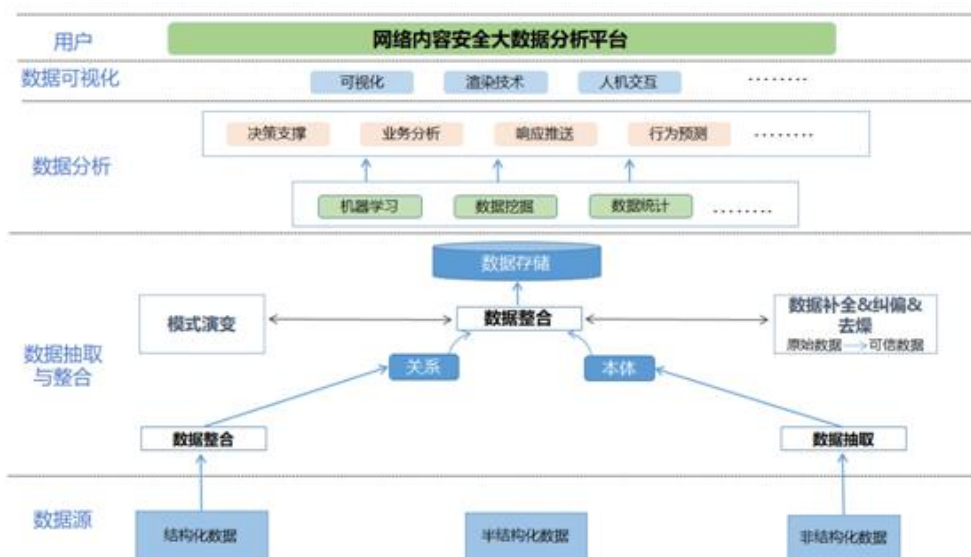 用户
网络内容安全大数据分析平台
数据可视化
可视化
渲染技术
人机交互
········
数据分析
决策支撑
业务分析
响应推送
行为预测
········
机器学习
数据挖掘
数据统计
········
数据抽取
与整合
数据存储
模式演变
数据整合
数据补全&纠偏&
去燥
原始数据
可信数据
关系
本体
数据整合
数据抽取
数据源
结构化数据
半结构化数据
非结构化数据